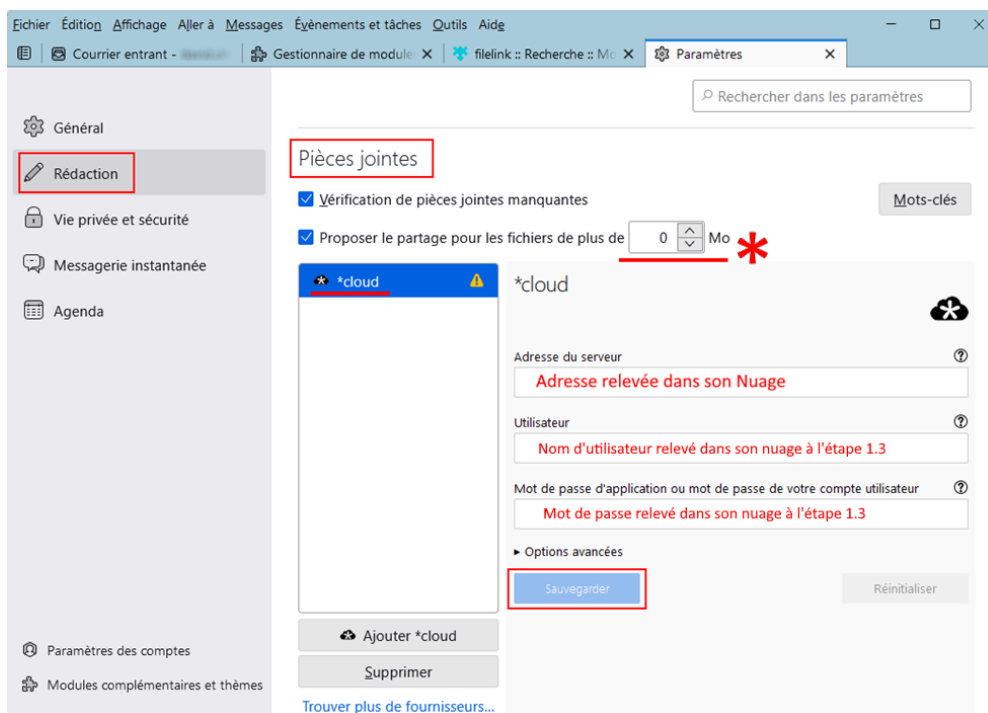 Fichier Édition Affichage Aller à Messages Évènements et tâches Outils Aide
Courrier entrant - Gestionnaire de module filelink :: Recherche :: Mo Paramètres
Rechercher dans les paramètres
Général
Rédaction
Vie privée et sécurité
Messagerie instantanée
Agenda
Paramètres des comptes
Modules complémentaires et thèmes
Pièces jointes
Vérification de pièces jointes manquantes Mots-clés
Proposer le partage pour les fichiers de plus de 0 Mo *
*cloud
Ajouter *cloud
Supprimer
Trouver plus de fournisseurs...
*cloud
Adresse du serveur
Adresse relevée dans son Nuage
Utilisateur
Nom d'utilisateur relevé dans son nuage à l'étape 1.3
Mot de passe d'application ou mot de passe de votre compte utilisateur
Mot de passe relevé dans son nuage à l'étape 1.3
Options avancées
Sauvegarder Réinitialiser